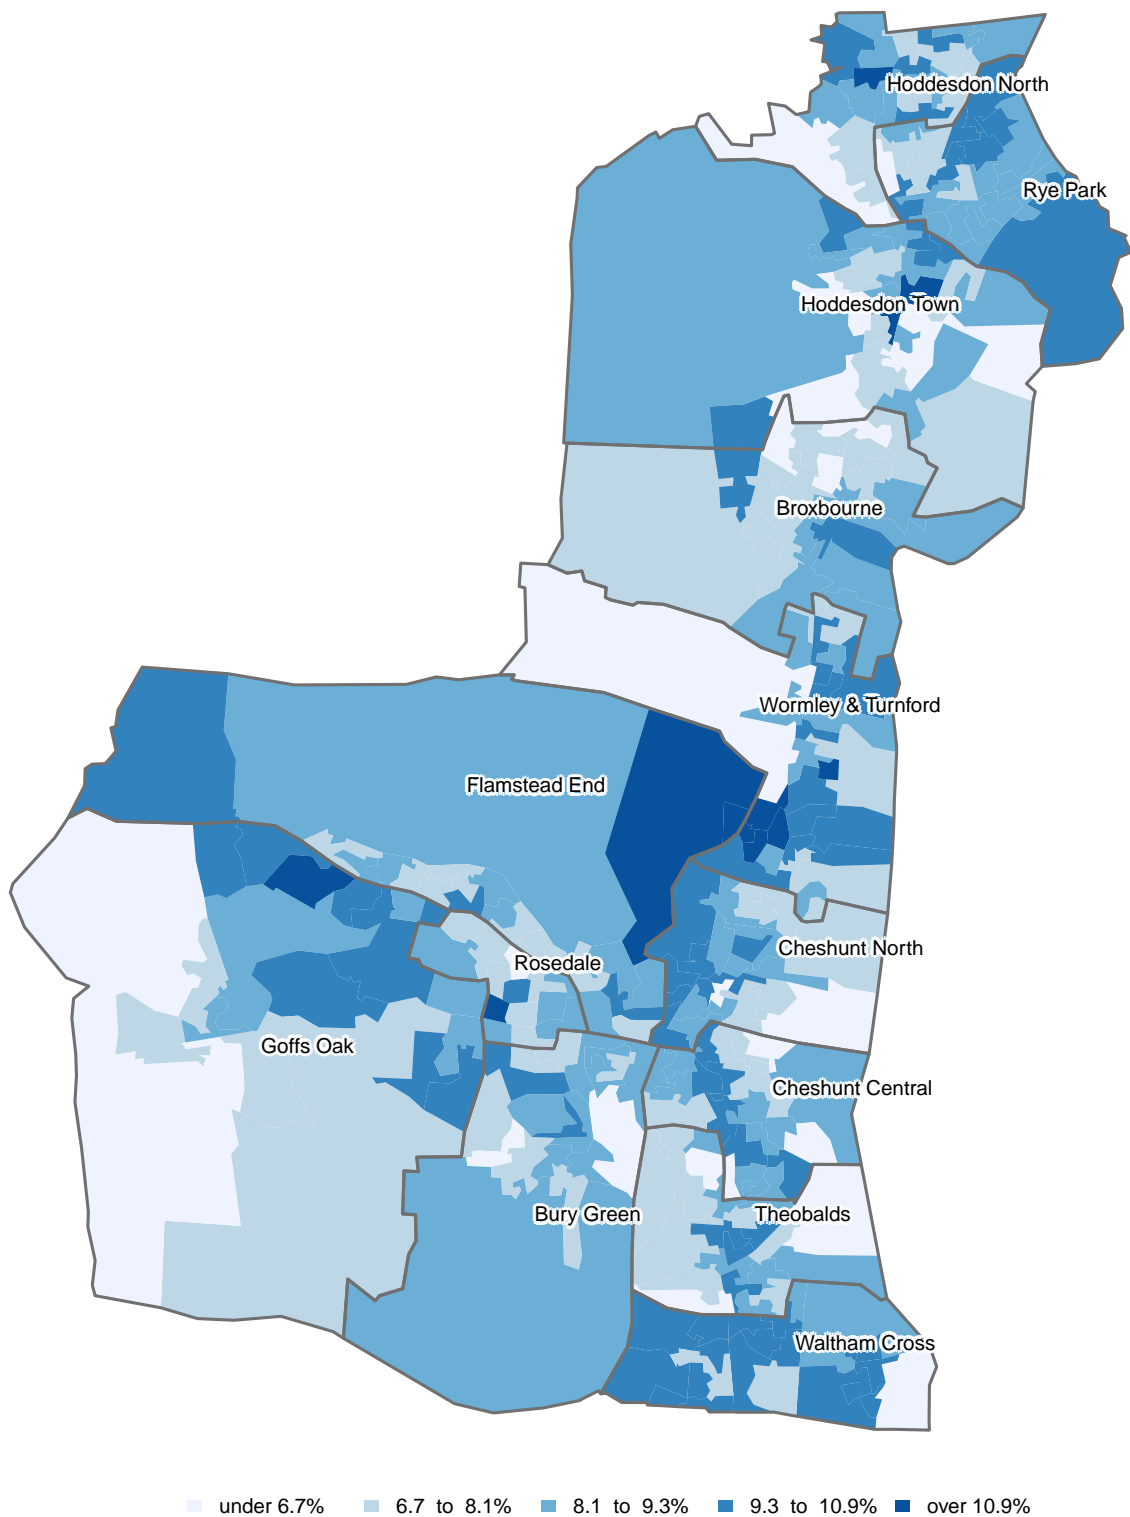 Hoddesdon North
Rye Park
Hoddesdon Town
Broxbourne
Wormley & Turnford
Flamstead End
Cheshunt North
Rosedale
Goffs Oak
Cheshunt Central
Bury Green
Theobalds
Waltham Cross
under 6.7% 6.7 to 8.1% 8.1 to 9.3% 9.3 to 10.9% over 10.9%